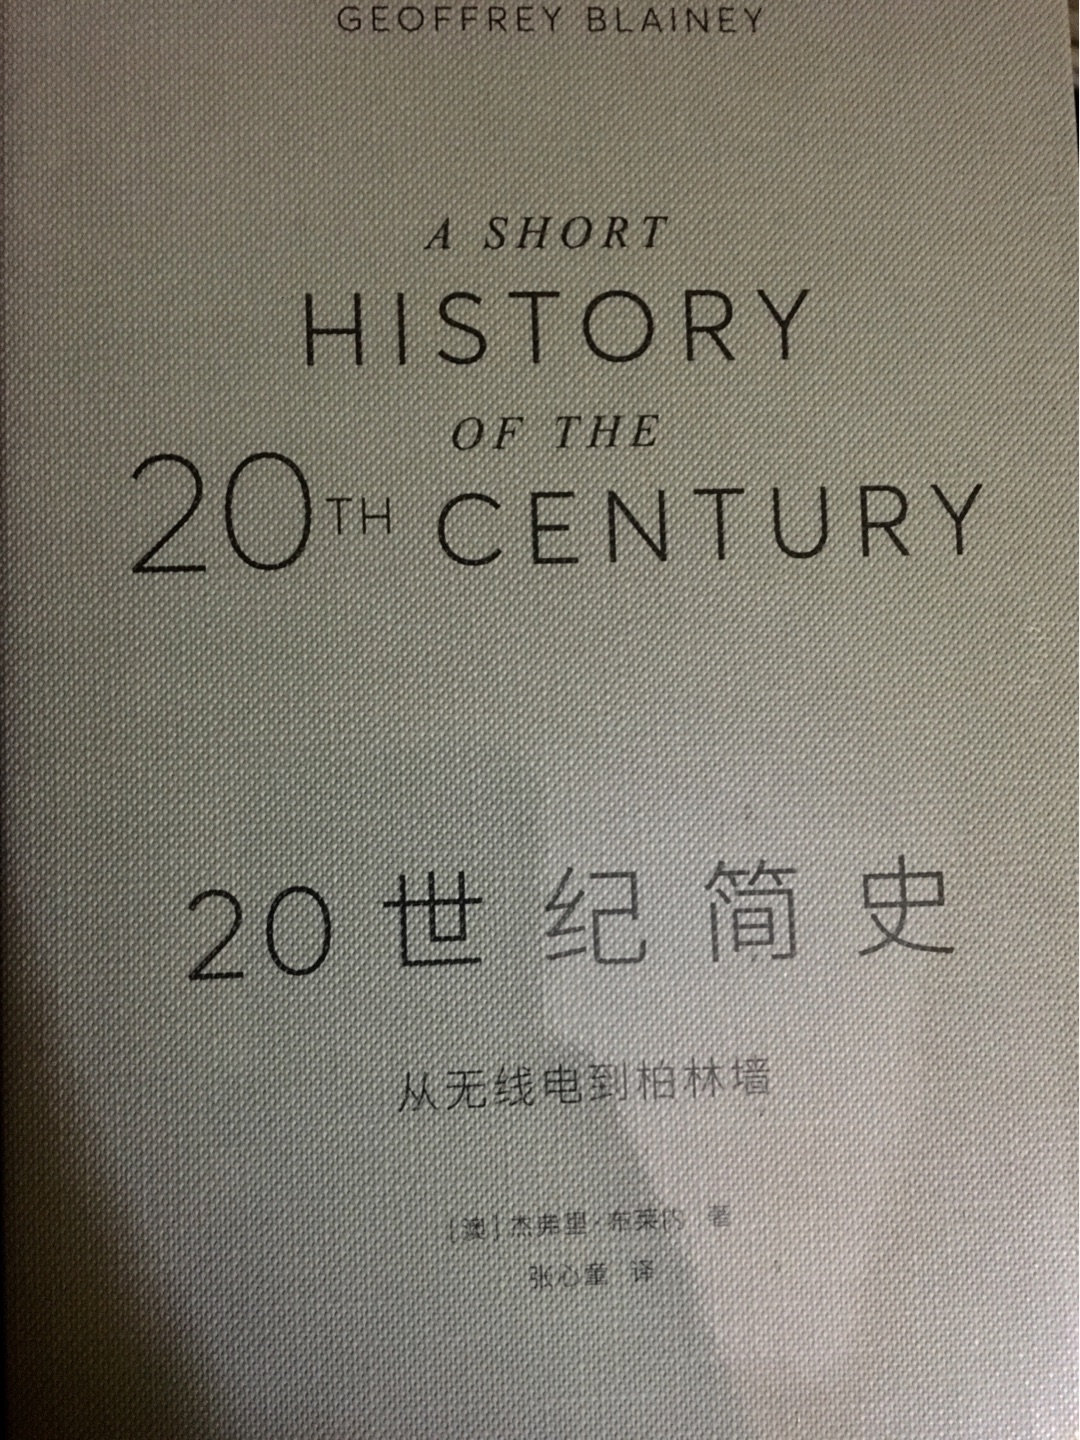 GEOFFREY BLAINEY
A SHORT
HISTORY
OF THE
20TH CENTURY
20世纪简史
从无线电到柏林墙
[澳]杰弗里·布莱内 著
张心童 译